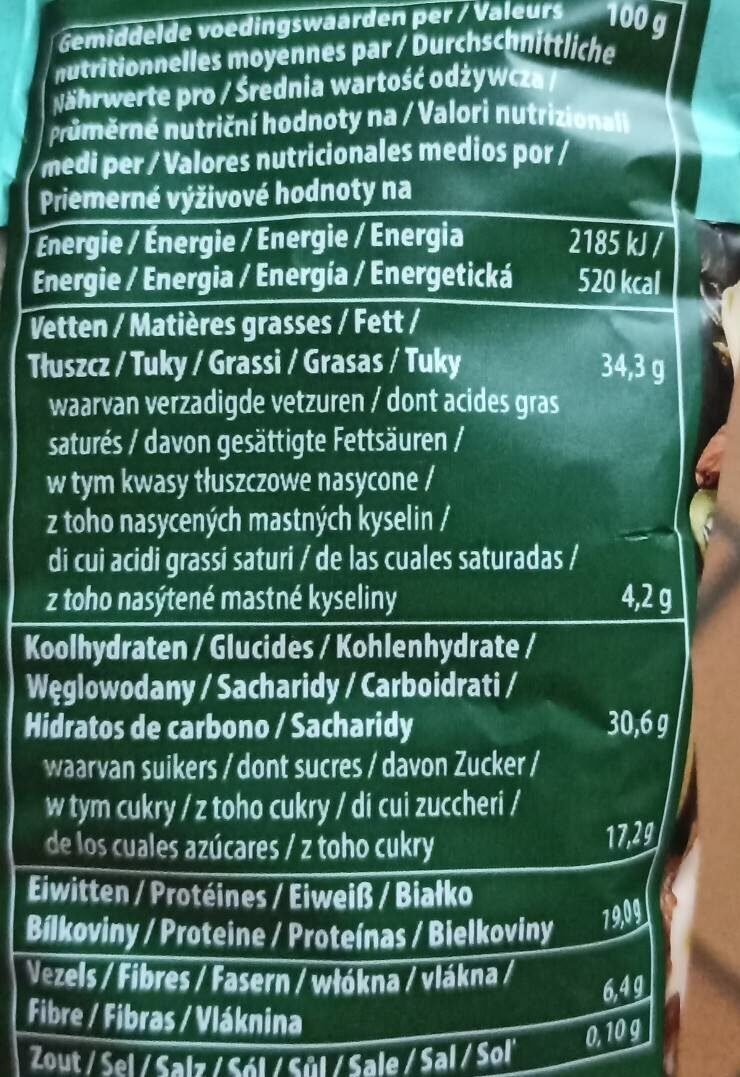 Gemiddelde voedingswaarden per / Valeurs 100 g
nutritionnelles moyennes par / Durchschnittliche
Nährwerte pro / Średnia wartość odżywcza /
Průměrné nutriční hodnoty na / Valori nutrizionali
medi per / Valores nutricionales medios por /
Priemerné výživové hodnoty na
Energie / Énergie / Energie / Energia 2185 kJ /
Energie / Energia / Energía / Energetická 520 kcal
Vetten / Matières grasses / Fett /
Tłuszcz / Tuky / Grassi / Grasas / Tuky 34,3 g
waarvan verzadigde vetzuren / dont acides gras
saturés / davon gesättigte Fettsäuren /
w tym kwasy tłuszczowe nasycone /
z toho nasycených mastných kyselin /
di cui acidi grassi saturi / de las cuales saturadas /
z toho nasýtené mastné kyseliny 4,2 g
Koolhydraten / Glucides / Kohlenhydrate /
Węglowodany / Sacharidy / Carboidrati /
Hidratos de carbono / Sacharidy 30,6 g
waarvan suikers / dont sucres / davon Zucker /
w tym cukry / z toho cukry / di cui zuccheri /
de los cuales azúcares / z toho cukry 17,2 g
Eiwitten / Protéines / Eiweiß / Białko
Bílkoviny / Proteine / Proteínas / Bielkoviny 19,0 g
Vezels / Fibres / Fasern / włókna / vlákna /
Fibre / Fibras / Vláknina 6,4 g
Zout / Sel / Salz / Sól / Sůl / Sale / Sal / Soľ 0,10 g